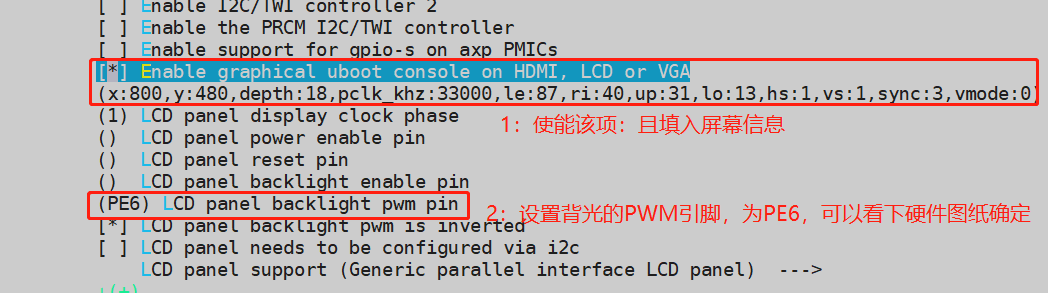 [ ] Enable I2C/TWI controller 2
[ ] Enable the PRCM I2C/TWI controller
[ ] Enable support for gpio-s on axp PMICs
[*] Enable graphical uboot console on HDMI, LCD or VGA
(x:800,y:480,depth:18,pclk_khz:33000,le:87,ri:40,up:31,lo:13,hs:1,vs:1,sync:3,vmode:0)
(1) LCD panel display clock phase
1：使能该项：且填入屏幕信息
() LCD panel power enable pin
() LCD panel reset pin
() LCD panel backlight enable pin
(PE6) LCD panel backlight pwm pin
2：设置背光的PWM引脚，为PE6，可以看下硬件图纸确定
[*] LCD panel backlight pwm is inverted
[ ] LCD panel needs to be configured via i2c
LCD panel support (Generic parallel interface LCD panel) --->
↓(+)